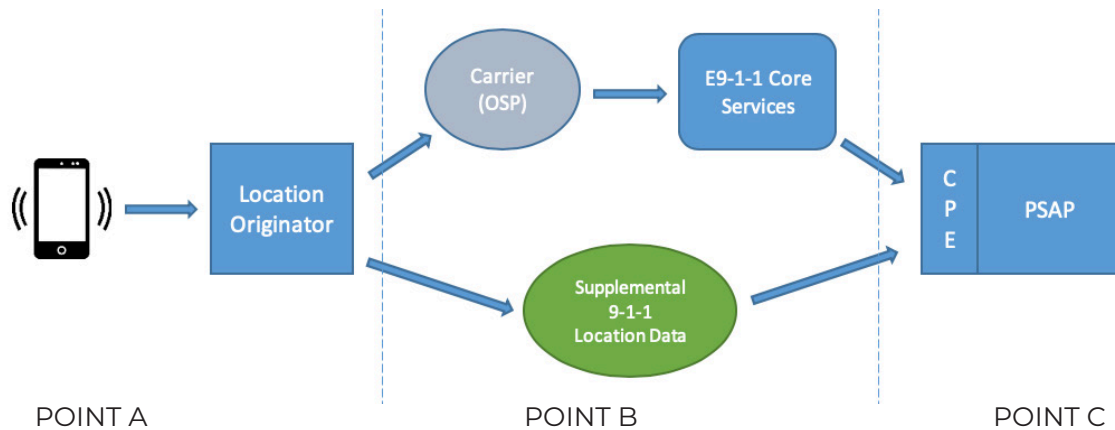 Carrier
(OSP)
E9-1-1 Core
Services
Location
Originator
C
P
E
PSAP
Supplemental
9-1-1
Location Data
POINT A
POINT B
POINT C